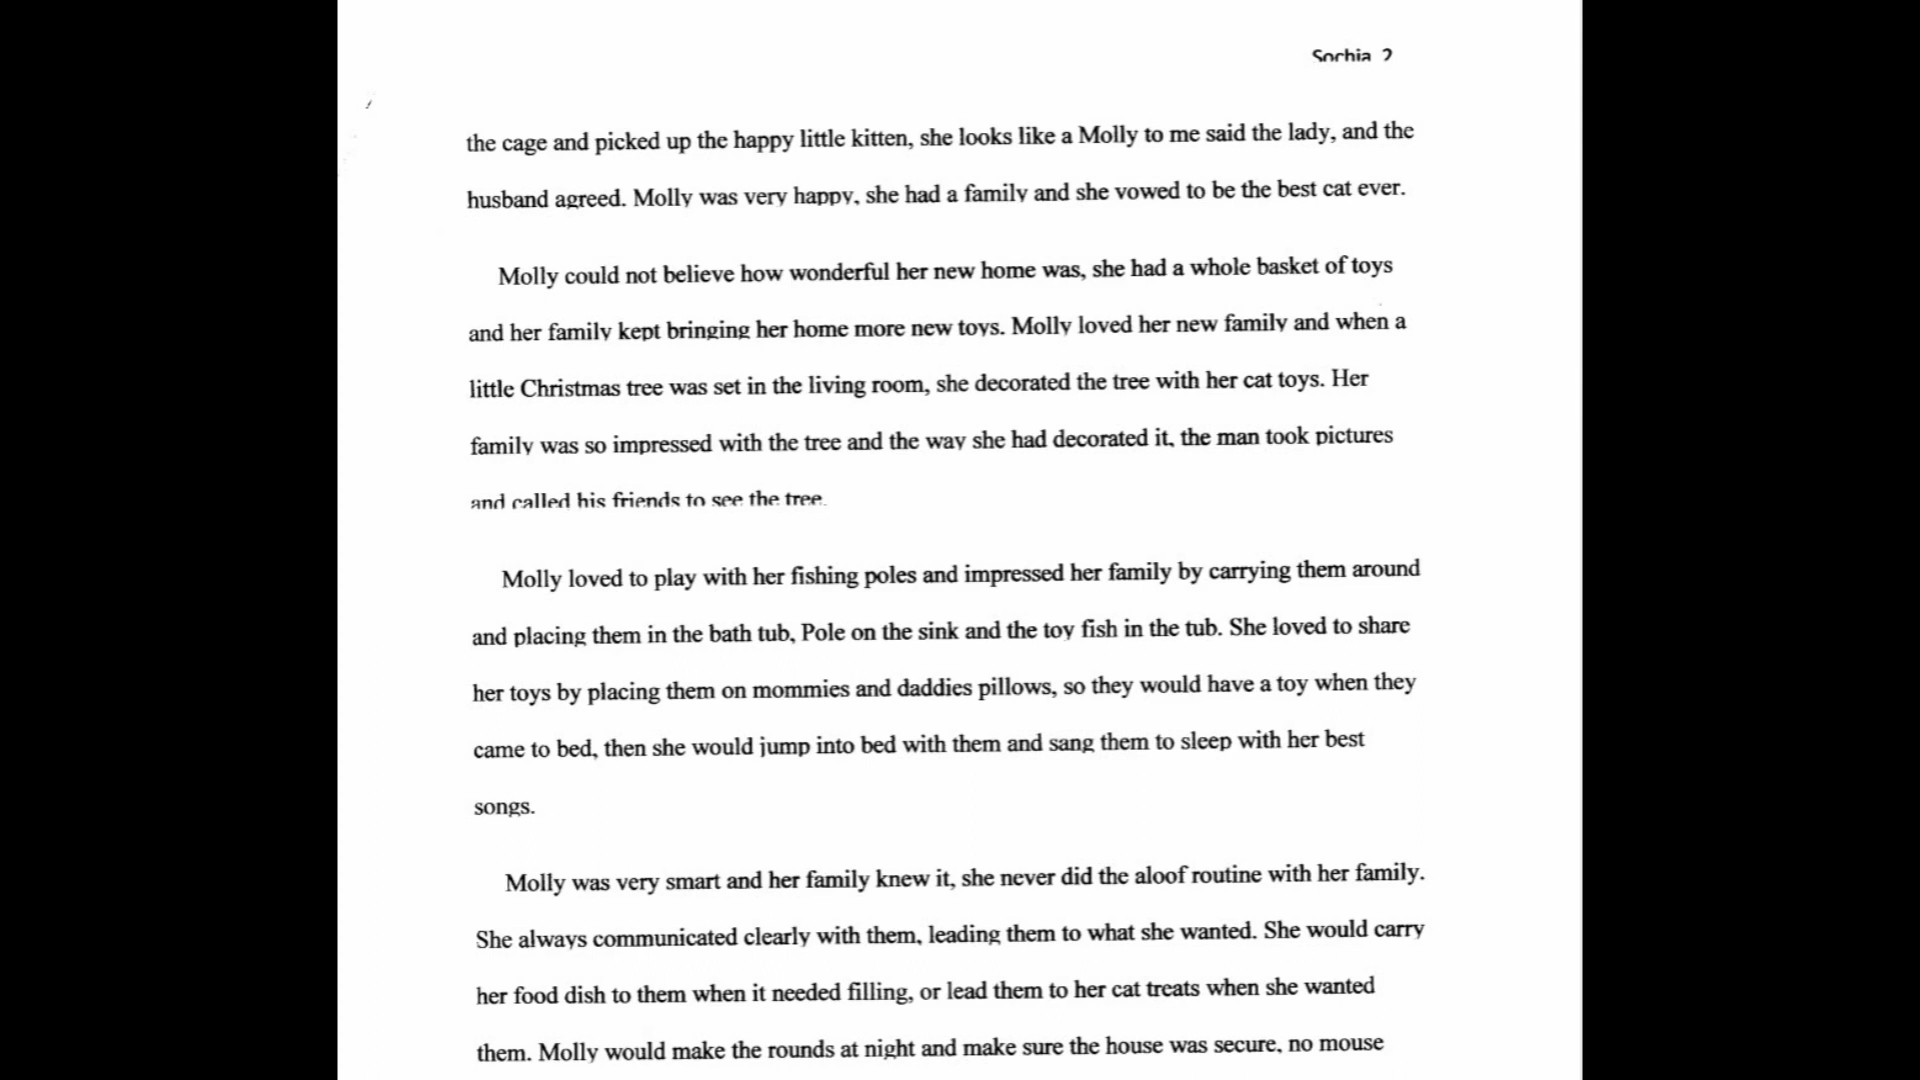 Sochia 2
the cage and picked up the happy little kitten, she looks like a Molly to me said the lady, and the
husband agreed. Molly was very happy, she had a family and she vowed to be the best cat ever.
Molly could not believe how wonderful her new home was, she had a whole basket of toys
and her family kept bringing her home more new toys. Molly loved her new family and when a
little Christmas tree was set in the living room, she decorated the tree with her cat toys. Her
family was so impressed with the tree and the way she had decorated it, the man took pictures
and called his friends to see the tree.
Molly loved to play with her fishing poles and impressed her family by carrying them around
and placing them in the bath tub, Pole on the sink and the toy fish in the tub. She loved to share
her toys by placing them on mommies and daddies pillows, so they would have a toy when they
came to bed, then she would jump into bed with them and sang them to sleep with her best
songs.
Molly was very smart and her family knew it, she never did the aloof routine with her family.
She always communicated clearly with them, leading them to what she wanted. She would carry
her food dish to them when it needed filling, or lead them to her cat treats when she wanted
them. Molly would make the rounds at night and make sure the house was secure, no mouse